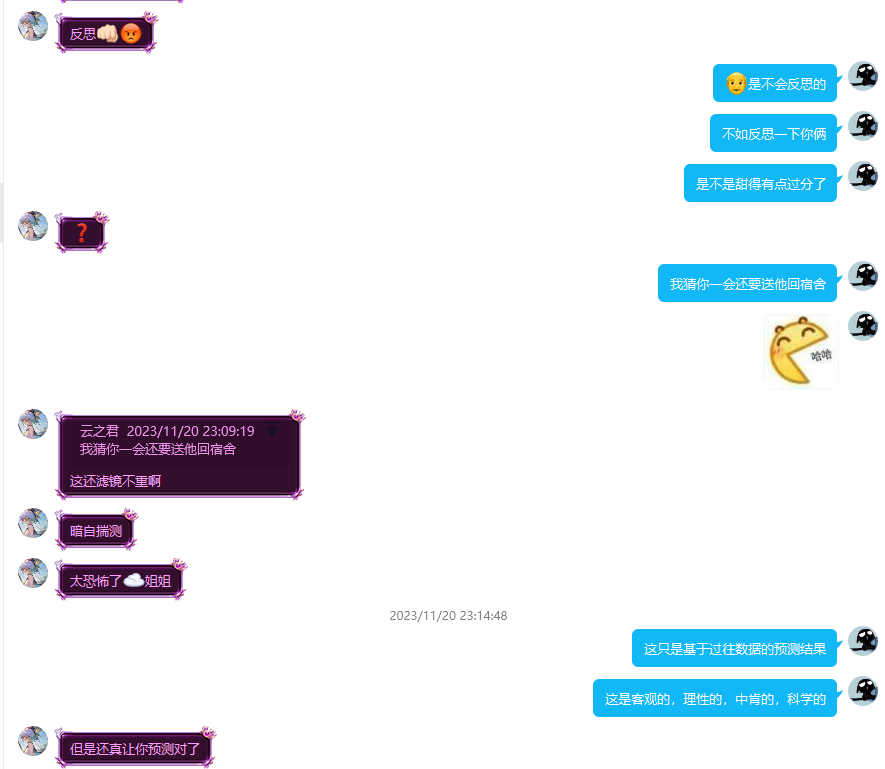 反思👊🏻😡
👴是不会反思的
不如反思一下你俩
是不是甜得有点过分了
❓
我猜你一会还要送他回宿舍
哈哈
云之君 2023/11/20 23:09:19
我猜你一会还要送他回宿舍
这还滤镜不重啊
暗自揣测
太恐怖了☁️姐姐
2023/11/20 23:14:48
这只是基于过往数据的预测结果
这是客观的，理性的，中肯的，科学的
但是还真让你预测对了